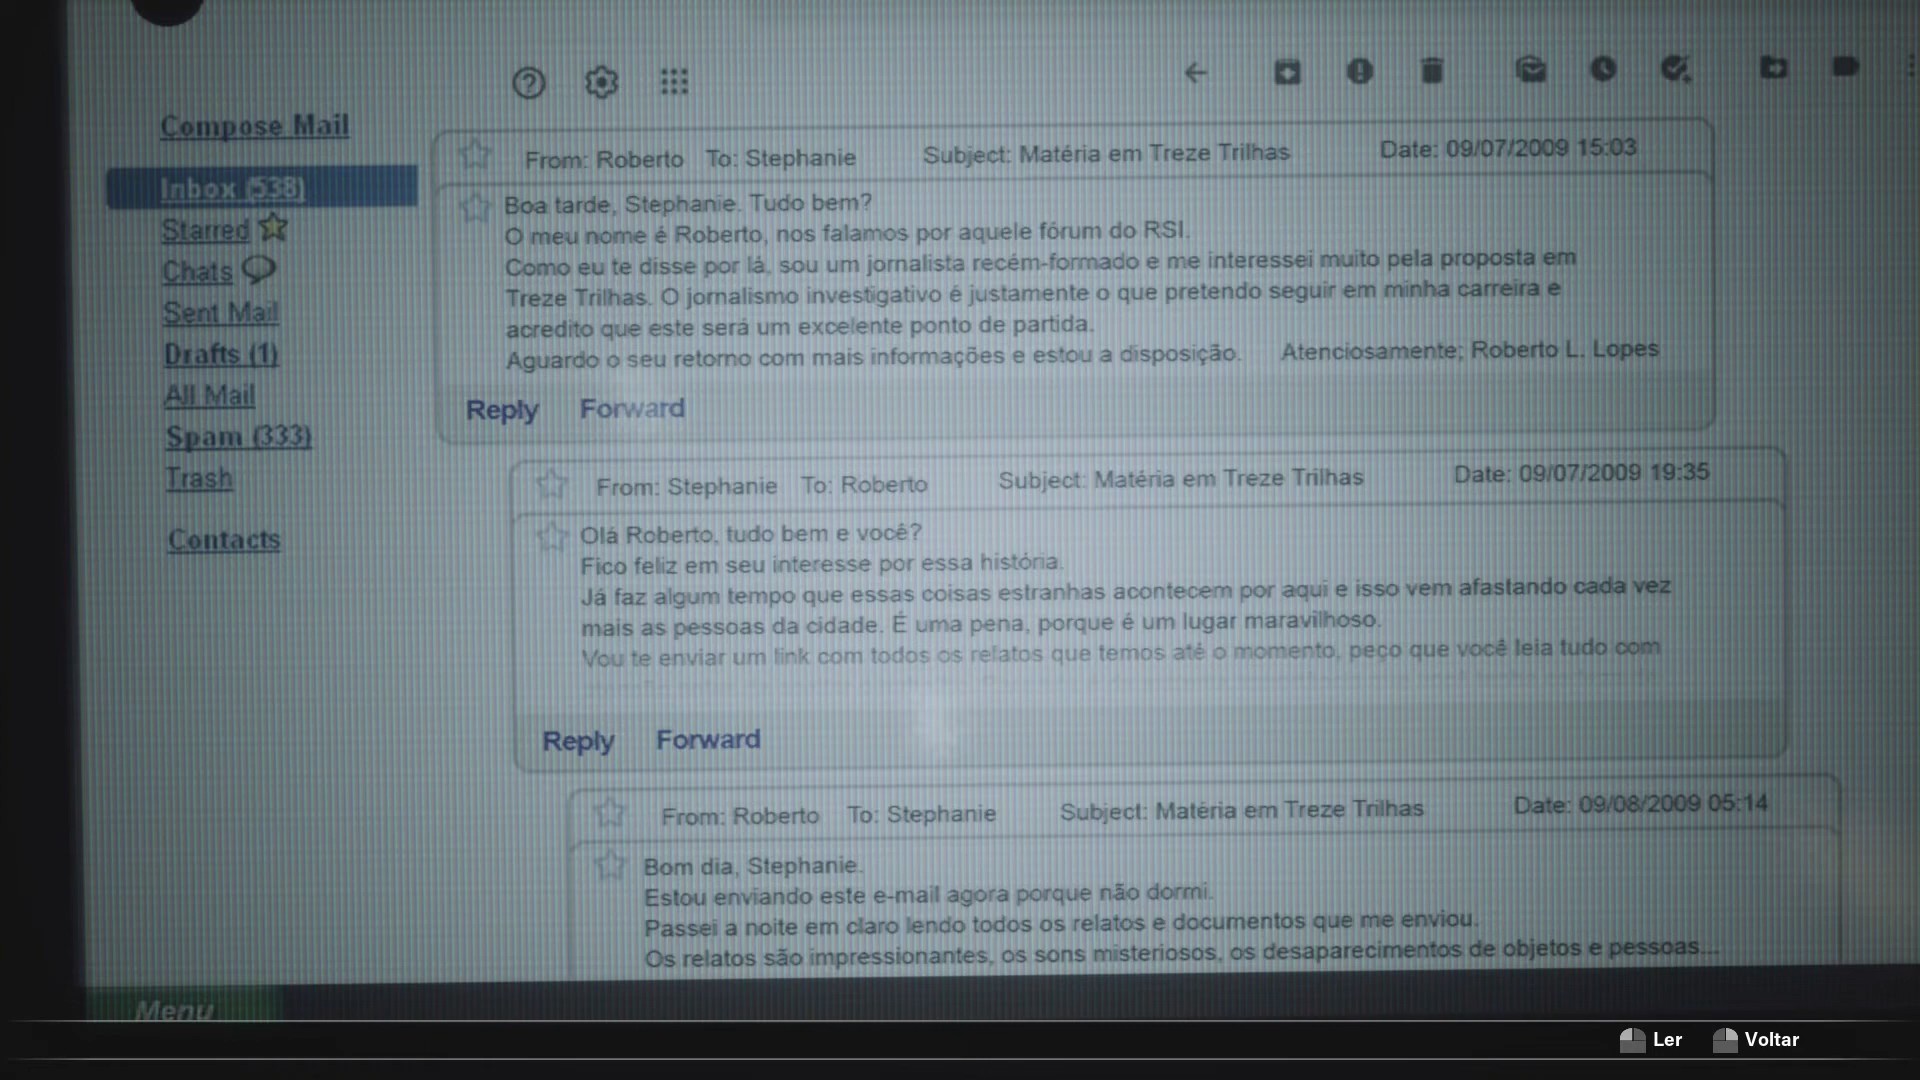 Compose Mail
Inbox (538)
Starred
Chats
Sent Mail
Drafts (1)
All Mail
Spam (333)
Trash
Contacts
From: Roberto To: Stephanie Subject: Matéria em Treze Trilhas Date: 09/07/2009 15:03
Boa tarde, Stephanie. Tudo bem?
O meu nome é Roberto, nos falamos por aquele fórum do RSI.
Como eu te disse por lá, sou um jornalista recém-formado e me interessei muito pela proposta em
Treze Trilhas. O jornalismo investigativo é justamente o que pretendo seguir em minha carreira e
acredito que este será um excelente ponto de partida.
Aguardo o seu retorno com mais informações e estou a disposição. Atenciosamente; Roberto L. Lopes
Reply Forward
From: Stephanie To: Roberto Subject: Matéria em Treze Trilhas Date: 09/07/2009 19:35
Olá Roberto, tudo bem e você?
Fico feliz em seu interesse por essa história.
Já faz algum tempo que essas coisas estranhas acontecem por aqui e isso vem afastando cada vez
mais as pessoas da cidade. É uma pena, porque é um lugar maravilhoso.
Vou te enviar um link com todos os relatos que temos até o momento, peço que você leia tudo com
Reply Forward
From: Roberto To: Stephanie Subject: Matéria em Treze Trilhas Date: 09/08/2009 05:14
Bom dia, Stephanie.
Estou enviando este e-mail agora porque não dormi.
Passei a noite em claro lendo todos os relatos e documentos que me enviou.
Os relatos são impressionantes, os sons misteriosos, os desaparecimentos de objetos e pessoas...
Menu
Ler Voltar